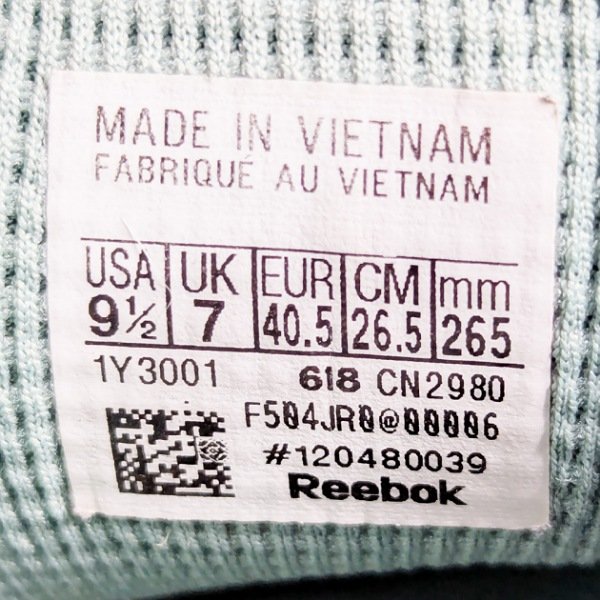 MADE IN VIETNAM
FABRIQUÉ AU VIETNAM
USA UK EUR CM mm
9½ 7 40.5 26.5 265
1Y3001 618 CN2980
F504JR0@00006
#120480039
Reebok